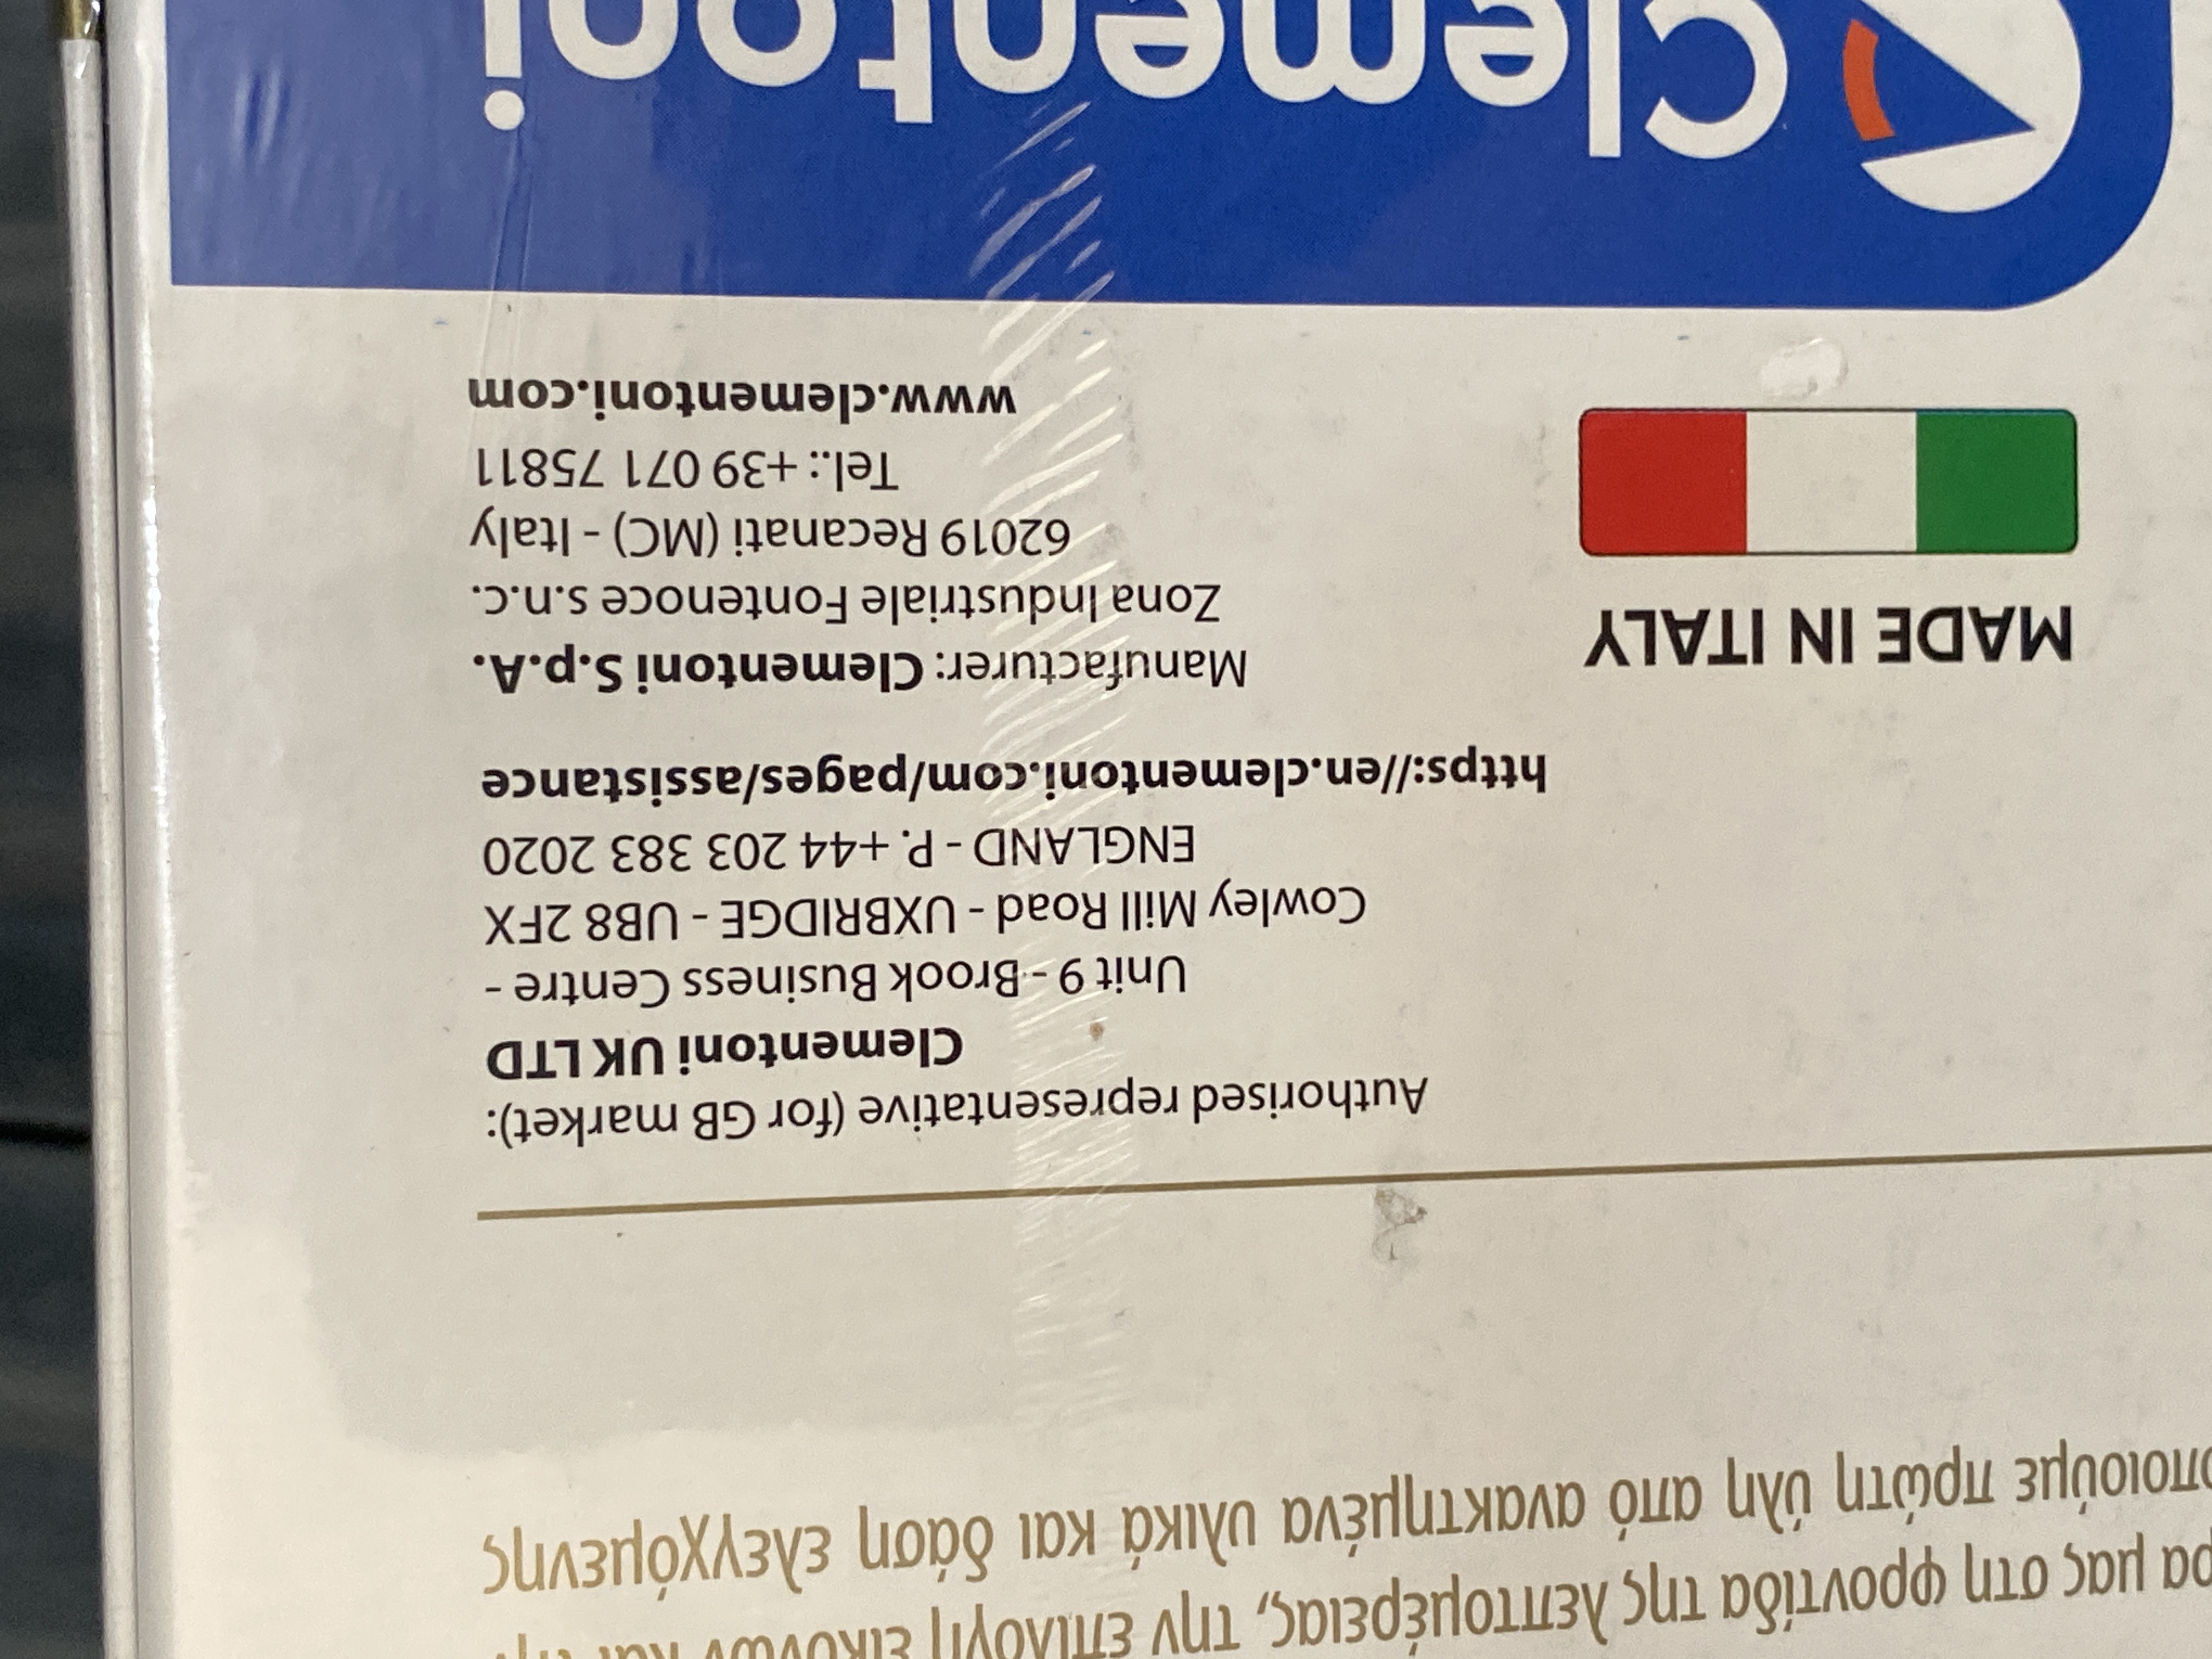 ρα μας στη φροντίδα της λεπτομέρειας, την επιλογή εικόνων και
οποιούμε πρώτη ύλη από ανακτημένα υλικά και δάση ελεγχόμενης
Authorised representative (for GB market):
Clementoni UK LTD
Unit 9 - Brook Business Centre -
Cowley Mill Road - UXBRIDGE - UB8 2FX
ENGLAND - P. +44 203 383 2020
https://en.clementoni.com/pages/assistance
MADE IN ITALY
Manufacturer: Clementoni S.p.A.
Zona Industriale Fontenoce s.n.c.
62019 Recanati (MC) - Italy
Tel.: +39 071 75811
www.clementoni.com
Clementoni